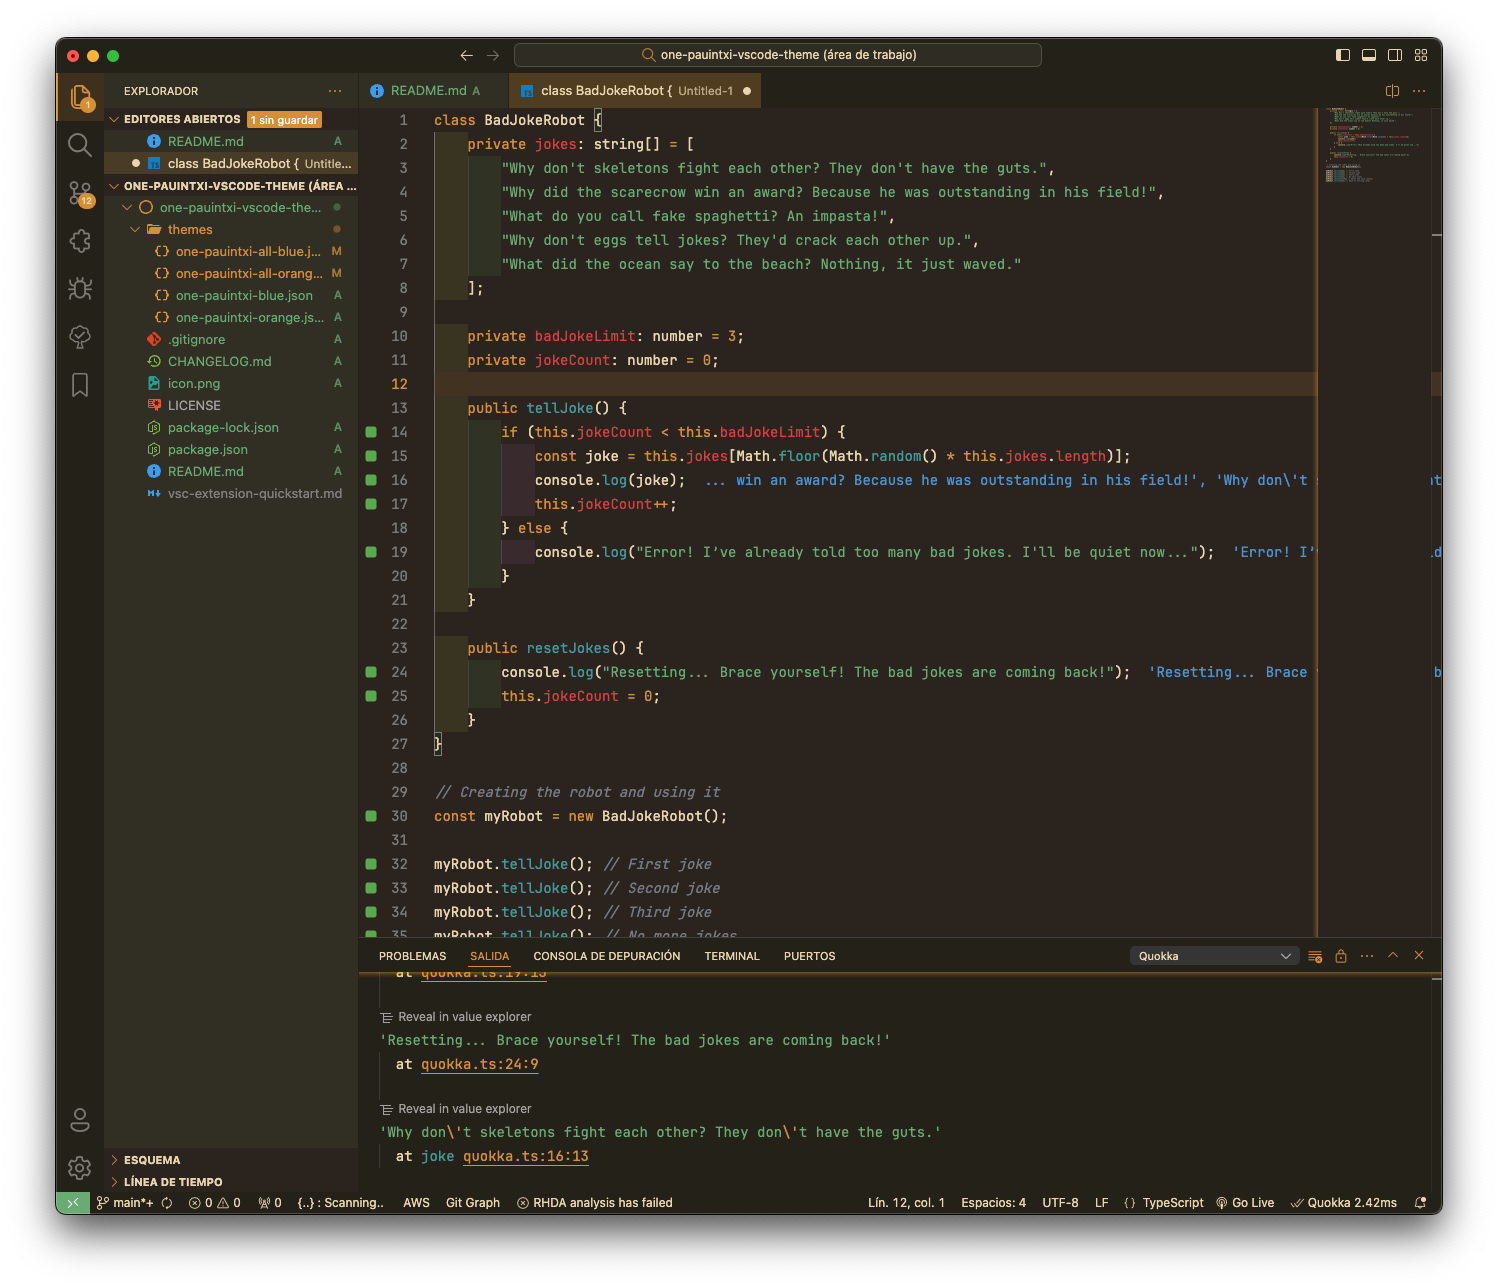 one-pauintxi-vscode-theme (área de trabajo)
EXPLORADOR
EDITORES ABIERTOS 1 sin guardar
README.md A
class BadJokeRobot { Untitle...
ONE-PAUINTXI-VSCODE-THEME (ÁREA ...
one-pauintxi-vscode-the...
themes
one-pauintxi-all-blue.j... M
one-pauintxi-all-orang... M
one-pauintxi-blue.json A
one-pauintxi-orange.js... A
.gitignore A
CHANGELOG.md A
icon.png A
LICENSE
package-lock.json A
package.json A
README.md A
vsc-extension-quickstart.md
ESQUEMA
LÍNEA DE TIEMPO
1
12
README.md A
class BadJokeRobot { Untitled-1
1 class BadJokeRobot {
2 private jokes: string[] = [
3 "Why don't skeletons fight each other? They don't have the guts.",
4 "Why did the scarecrow win an award? Because he was outstanding in his field!",
5 "What do you call fake spaghetti? An impasta!",
6 "Why don't eggs tell jokes? They'd crack each other up.",
7 "What did the ocean say to the beach? Nothing, it just waved."
8 ];
9
10 private badJokeLimit: number = 3;
11 private jokeCount: number = 0;
12
13 public tellJoke() {
14 if (this.jokeCount < this.badJokeLimit) {
15 const joke = this.jokes[Math.floor(Math.random() * this.jokes.length)];
16 console.log(joke); ... win an award? Because he was outstanding in his field!', 'Why don\'t
17 this.jokeCount++;
18 } else {
19 console.log("Error! I’ve already told too many bad jokes. I'll be quiet now..."); 'Error! I’
20 }
21 }
22
23 public resetJokes() {
24 console.log("Resetting... Brace yourself! The bad jokes are coming back!"); 'Resetting... Brace
25 this.jokeCount = 0;
26 }
27 }
28
29 // Creating the robot and using it
30 const myRobot = new BadJokeRobot();
31
32 myRobot.tellJoke(); // First joke
33 myRobot.tellJoke(); // Second joke
34 myRobot.tellJoke(); // Third joke
35 myRobot.tellJoke(); // No more jokes
PROBLEMAS SALIDA CONSOLA DE DEPURACIÓN TERMINAL PUERTOS Quokka
at quokka.ts:19:13
Reveal in value explorer
'Resetting... Brace yourself! The bad jokes are coming back!'
at quokka.ts:24:9
Reveal in value explorer
'Why don\'t skeletons fight each other? They don\'t have the guts.'
at joke quokka.ts:16:13
main*+ 0 0 0 {..} : Scanning.. AWS Git Graph RHDA analysis has failed Lín. 12, col. 1 Espacios: 4 UTF-8 LF {} TypeScript Go Live Quokka 2.42ms